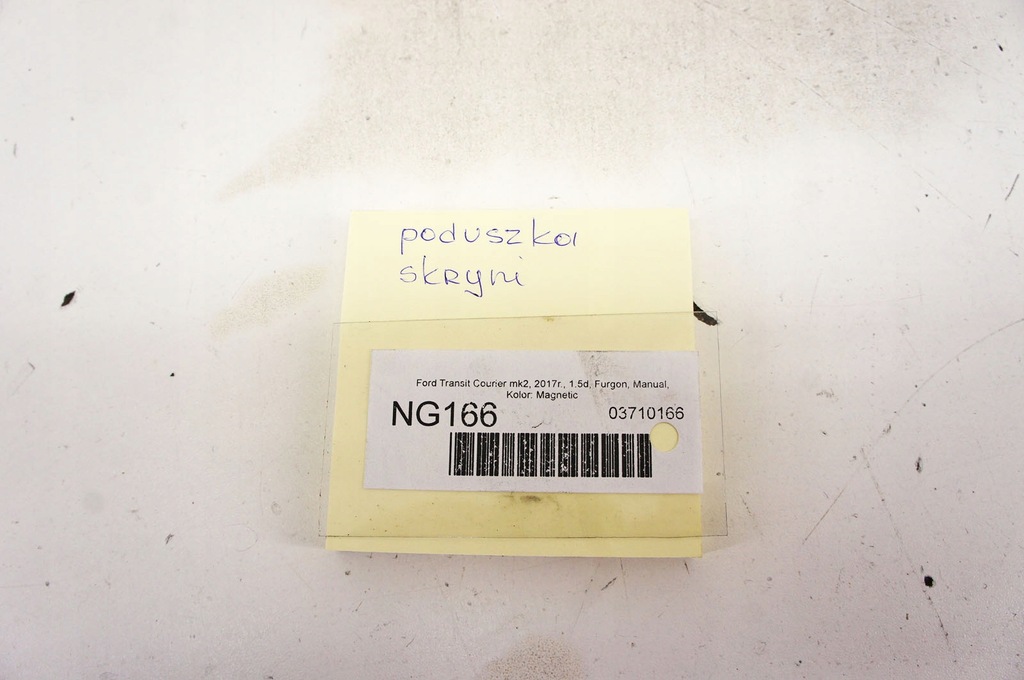 poduszka
skryni
Ford Transit Courier mk2, 2017r., 1.5d, Furgon, Manual,
Kolor: Magnetic
NG166 03710166